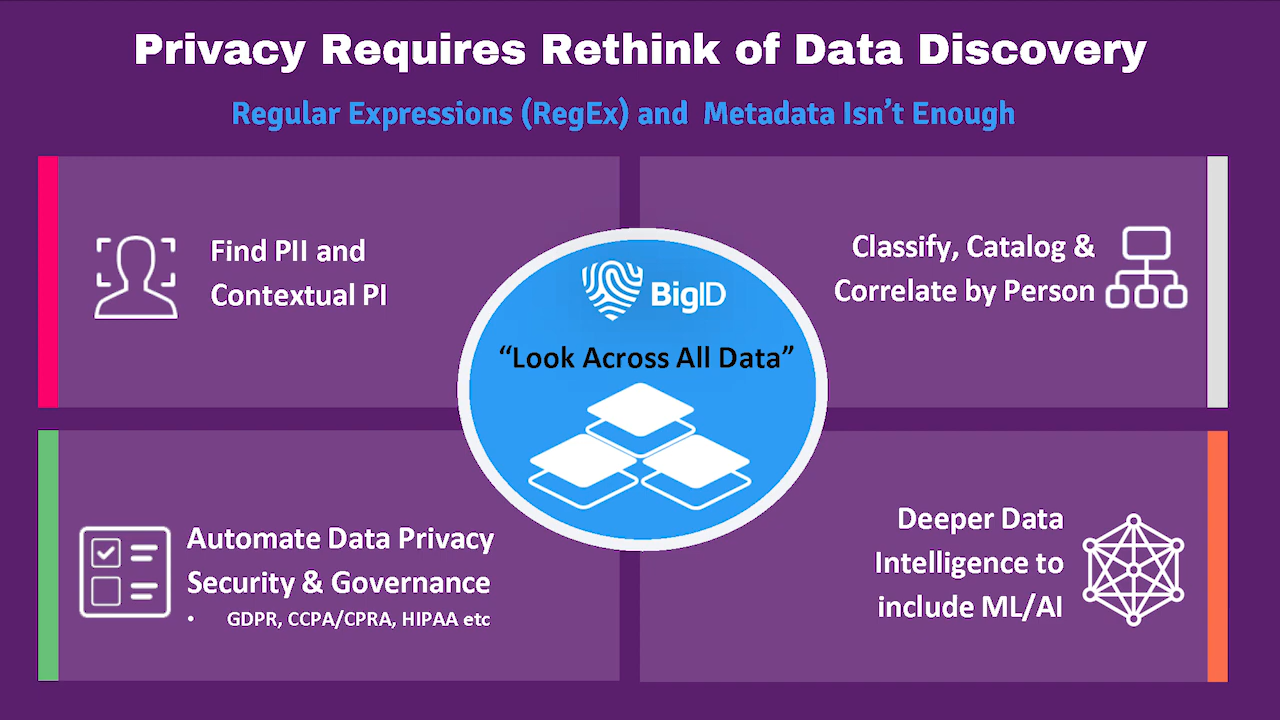 Privacy Requires Rethink of Data Discovery
Regular Expressions (RegEx) and Metadata Isn’t Enough
Find PII and
Contextual PI
Classify, Catalog &
Correlate by Person
BigID
“Look Across All Data”
Automate Data Privacy
Security & Governance
• GDPR, CCPA/CPRA, HIPAA etc
Deeper Data
Intelligence to
include ML/AI